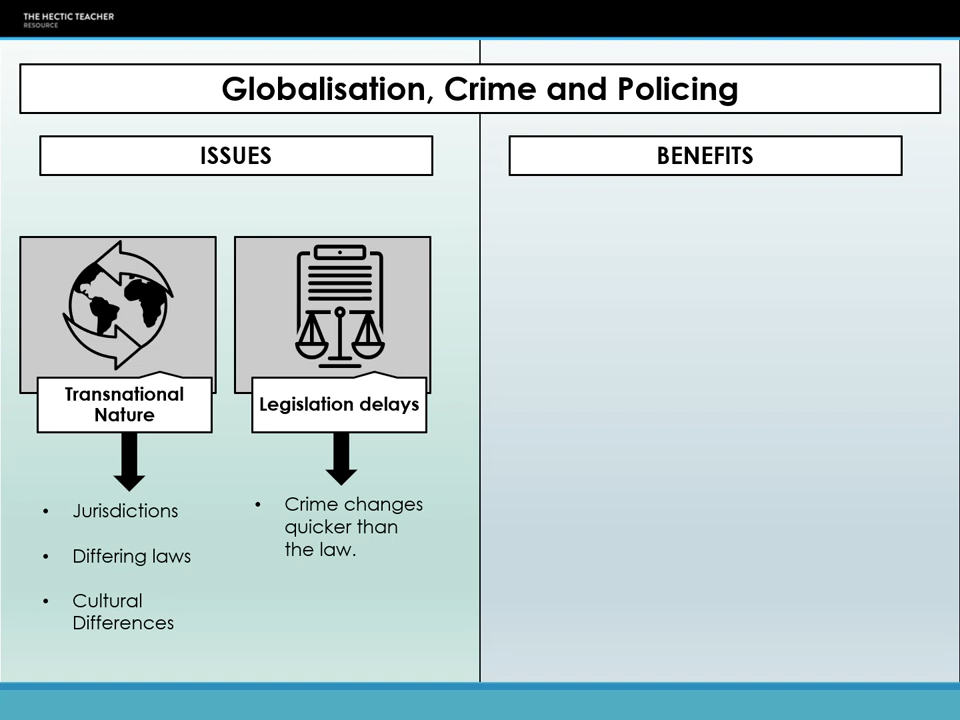 THE HECTIC TEACHER
RESOURCE
Globalisation, Crime and Policing
ISSUES
BENEFITS
Transnational
Nature
Legislation delays
• Jurisdictions
• Differing laws
• Cultural
Differences
• Crime changes
quicker than
the law.